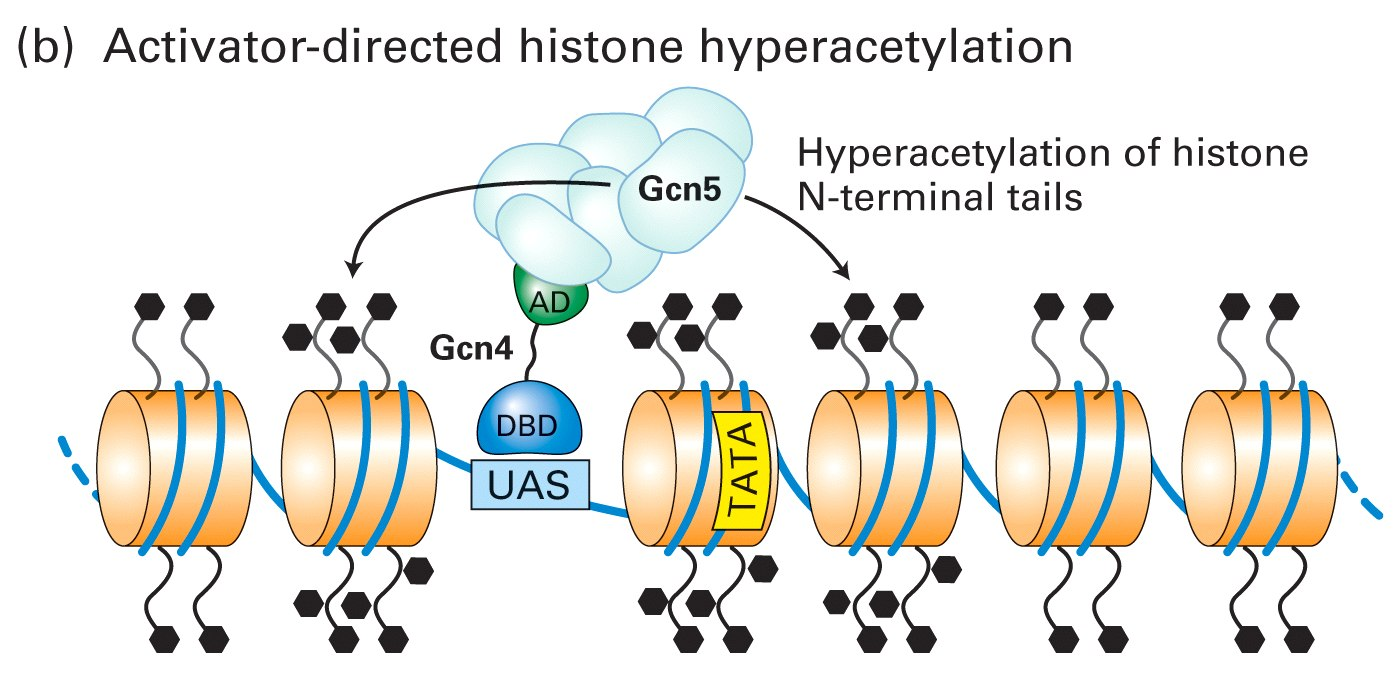 (b) Activator-directed histone hyperacetylation
Hyperacetylation of histone
N-terminal tails
Gcn5
AD
Gcn4
DBD
UAS
TATA